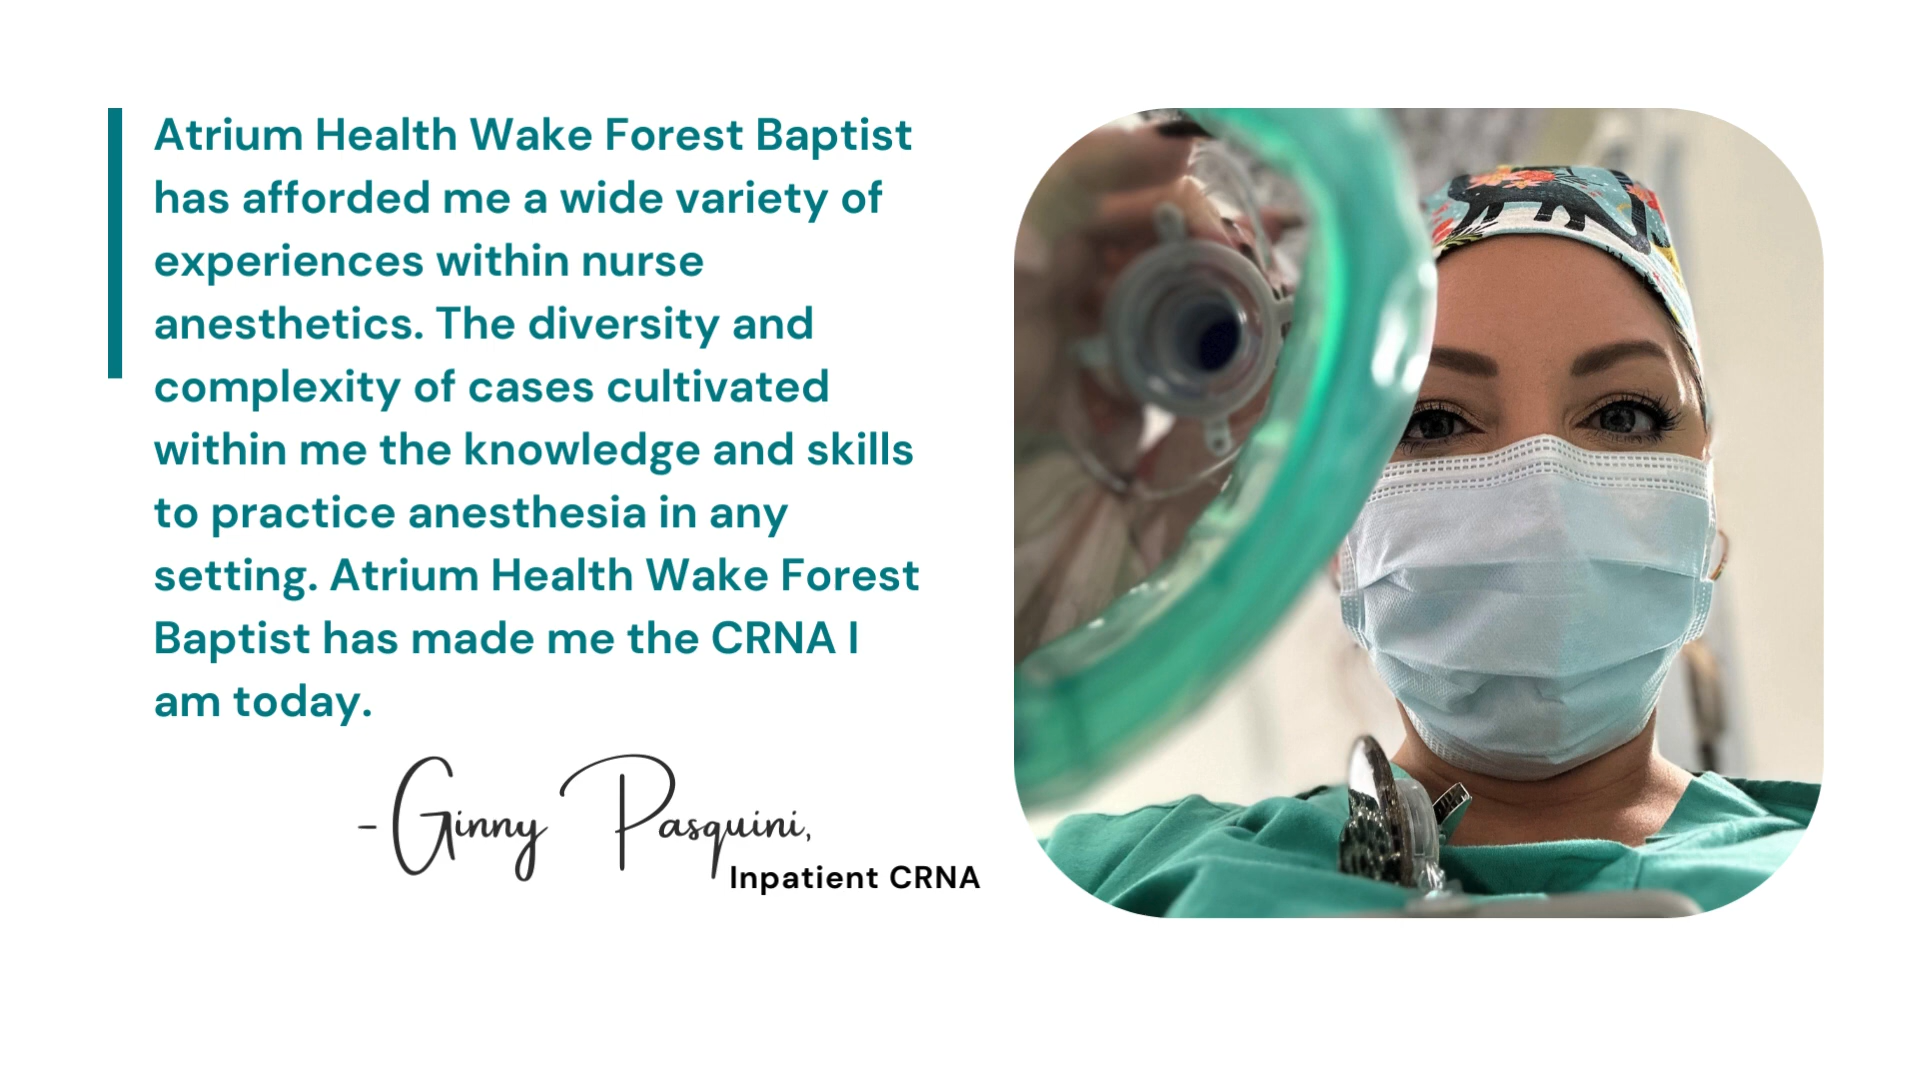 Atrium Health Wake Forest Baptist
has afforded me a wide variety of
experiences within nurse
anesthetics. The diversity and
complexity of cases cultivated
within me the knowledge and skills
to practice anesthesia in any
setting. Atrium Health Wake Forest
Baptist has made me the CRNA I
am today.
- Ginny Pasquini,
Inpatient CRNA